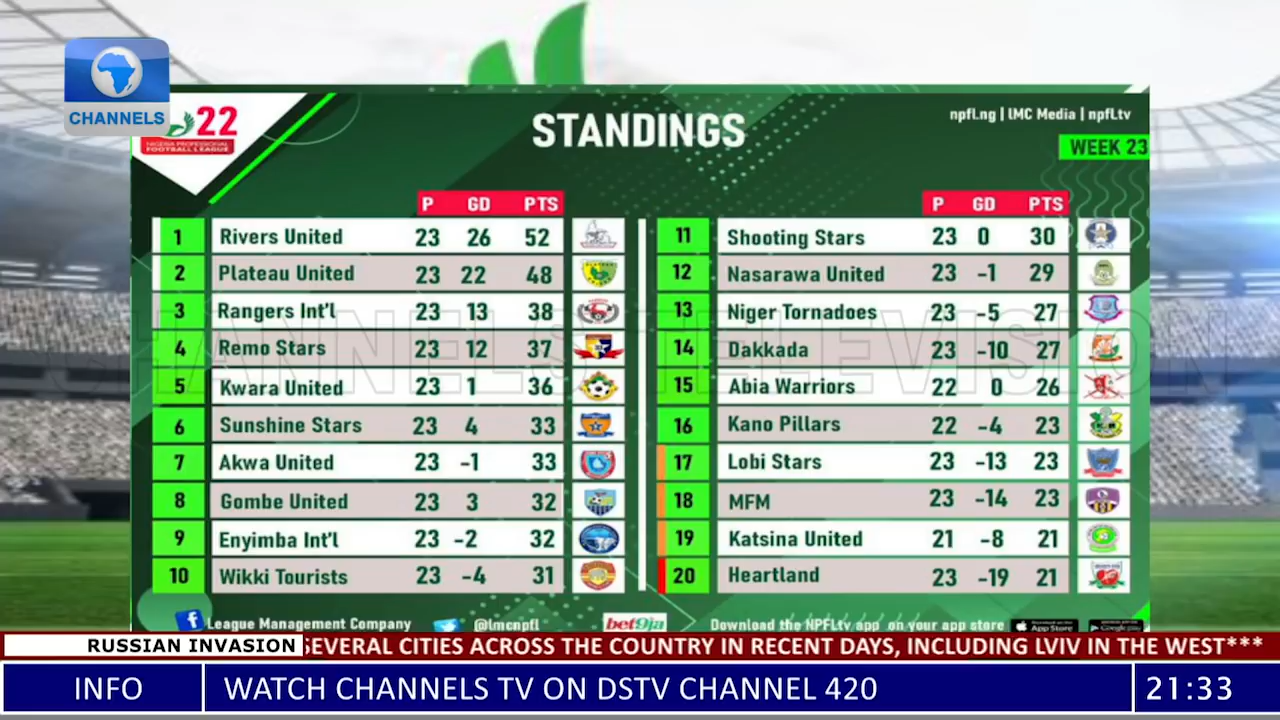 CHANNELS
22
NIGERIA PROFESSIONAL
FOOTBALL LEAGUE
STANDINGS
npfl.ng | LMC Media | npfl.tv
WEEK 23
P GD PTS
1 Rivers United 23 26 52
2 Plateau United 23 22 48
3 Rangers Int'l 23 13 38
4 Remo Stars 23 12 37
5 Kwara United 23 1 36
6 Sunshine Stars 23 4 33
7 Akwa United 23 -1 33
8 Gombe United 23 3 32
9 Enyimba Int'l 23 -2 32
10 Wikki Tourists 23 -4 31
P GD PTS
11 Shooting Stars 23 0 30
12 Nasarawa United 23 -1 29
13 Niger Tornadoes 23 -5 27
14 Dakkada 23 -10 27
15 Abia Warriors 22 0 26
16 Kano Pillars 22 -4 23
17 Lobi Stars 23 -13 23
18 MFM 23 -14 23
19 Katsina United 21 -8 21
20 Heartland 23 -19 21
CHANNELS TELEVISION
League Management Company
@lmcnpfl
bet9ja
Download the NPFL.tv app on your app store
App Store
Google play
RUSSIAN INVASION
SEVERAL CITIES ACROSS THE COUNTRY IN RECENT DAYS, INCLUDING LVIV IN THE WEST***
INFO
WATCH CHANNELS TV ON DSTV CHANNEL 420
21:33